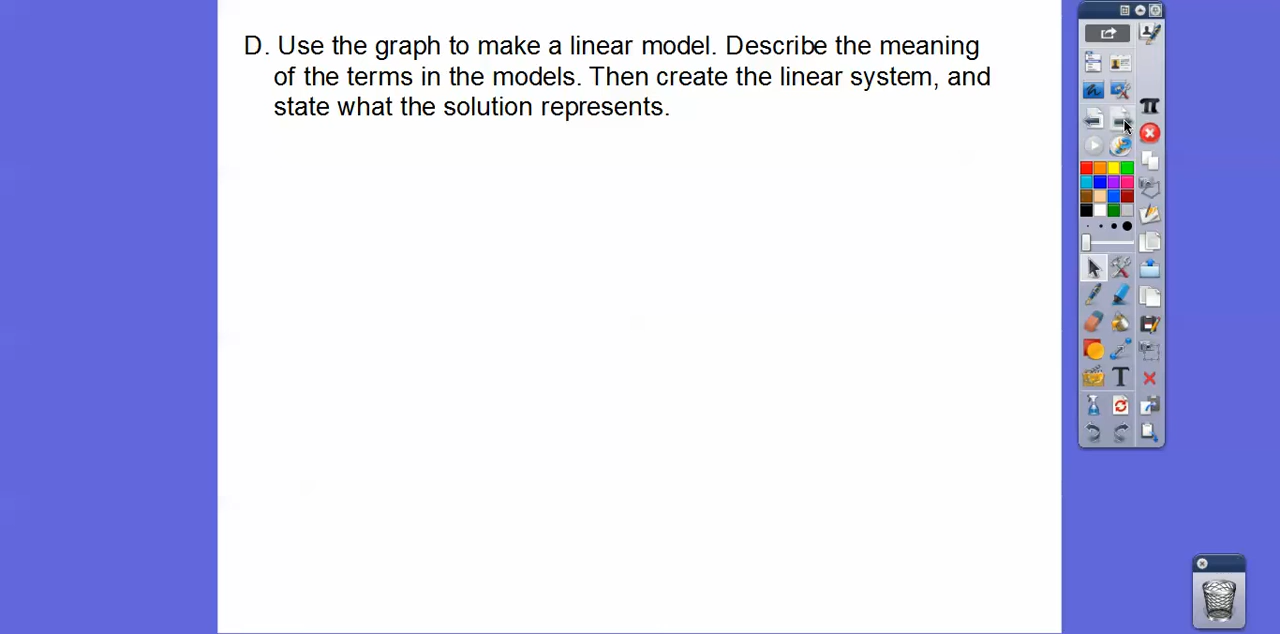 D. Use the graph to make a linear model. Describe the meaning
of the terms in the models. Then create the linear system, and
state what the solution represents.